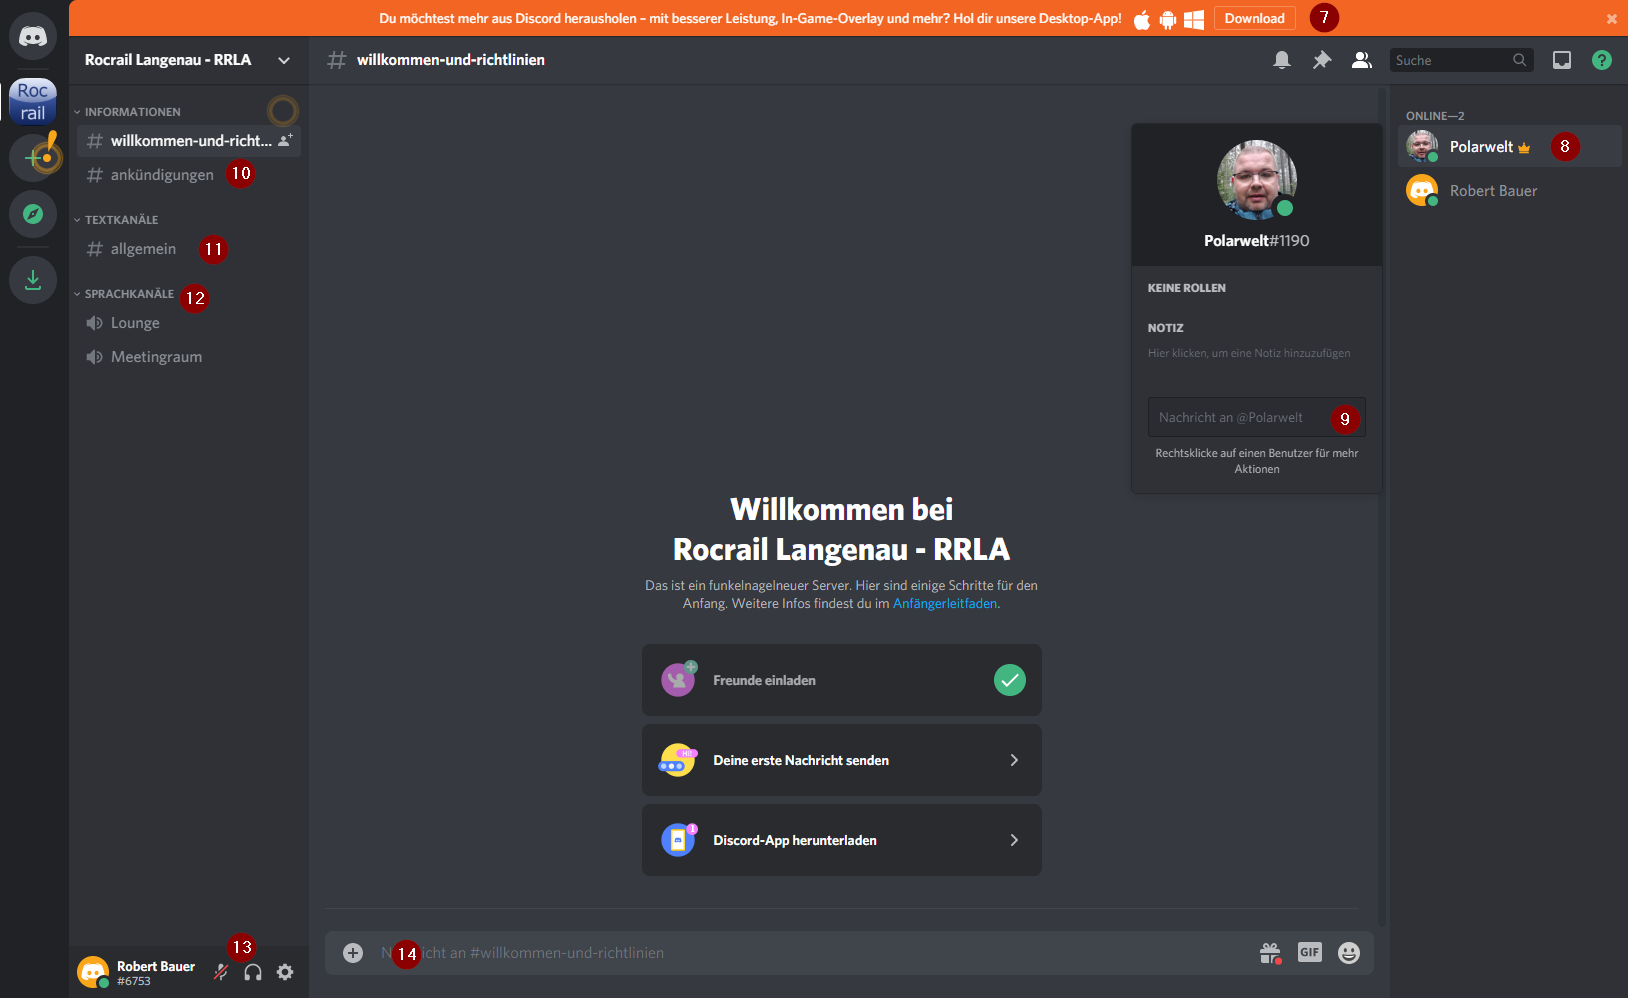 Du möchtest mehr aus Discord herausholen – mit besserer Leistung, In-Game-Overlay und mehr? Hol dir unsere Desktop-App!
Download
7
Rocrail Langenau - RRLA
willkommen-und-richtlinien
Suche
?
Roc
rail
INFORMATIONEN
willkommen-und-richt...
ankündigungen
10
TEXTKANÄLE
allgemein
11
SPRACHKANÄLE
12
Lounge
Meetingraum
ONLINE—2
Polarwelt
8
Robert Bauer
Polarwelt#1190
KEINE ROLLEN
NOTIZ
Hier klicken, um eine Notiz hinzuzufügen
Nachricht an @Polarwelt
9
Rechtsklicke auf einen Benutzer für mehr
Aktionen
Willkommen bei
Rocrail Langenau - RRLA
Das ist ein funkelnagelneuer Server. Hier sind einige Schritte für den
Anfang. Weitere Infos findest du im Anfängerleitfaden.
Freunde einladen
Deine erste Nachricht senden
Discord-App herunterladen
13
Robert Bauer
#6753
14
an #willkommen-und-richtlinien
GIF